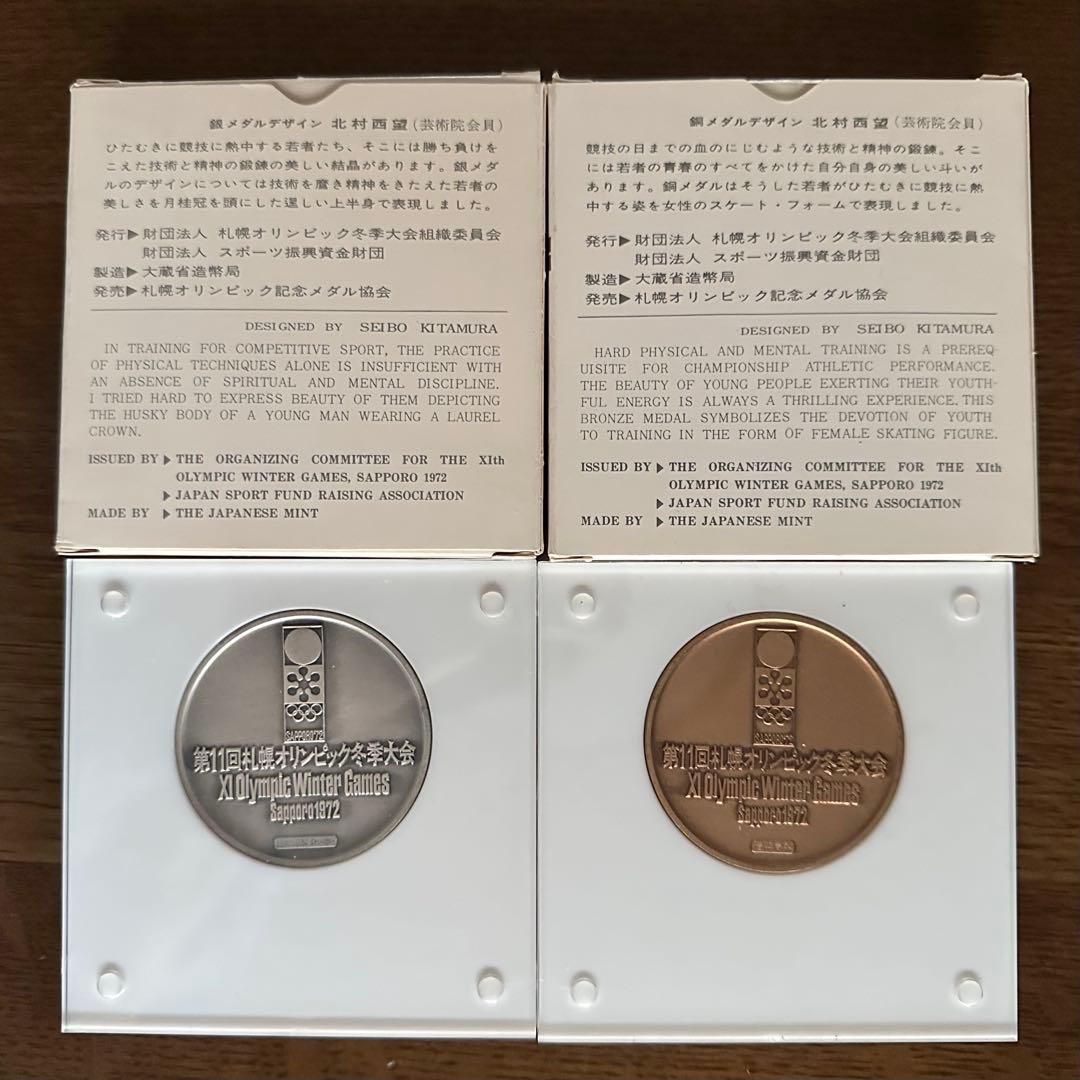 銀メダルデザイン 北村西望(芸術院会員)
ひたむきに競技に熱中する若者たち、そこには勝ち負けを
こえた技術と精神の鍛錬の美しい結晶があります。銀メダ
ルのデザインについては技術を磨き精神をきたえた若者の
美しさを月桂冠を頭にした逞しい上半身で表現しました。
発行▶財団法人 札幌オリンピック冬季大会組織委員会
財団法人 スポーツ振興資金財団
製造▶大蔵省造幣局
発売▶札幌オリンピック記念メダル協会
DESIGNED BY SEIBO KITAMURA
IN TRAINING FOR COMPETITIVE SPORT, THE PRACTICE
OF PHYSICAL TECHNIQUES ALONE IS INSUFFICIENT WITH
AN ABSENCE OF SPIRITUAL AND MENTAL DISCIPLINE.
I TRIED HARD TO EXPRESS BEAUTY OF THEM DEPICTING
THE HUSKY BODY OF A YOUNG MAN WEARING A LAUREL
CROWN.
ISSUED BY ▶ THE ORGANIZING COMMITTEE FOR THE XIth
OLYMPIC WINTER GAMES, SAPPORO 1972
▶ JAPAN SPORT FUND RAISING ASSOCIATION
MADE BY ▶ THE JAPANESE MINT
銅メダルデザイン 北村西望(芸術院会員)
競技の日までの血のにじむような技術と精神の鍛錬。そこ
には若者の青春のすべてをかけた自分自身の美しい斗いが
あります。銅メダルはそうした若者がひたむきに競技に熱
中する姿を女性のスケート・フォームで表現しました。
発行▶財団法人 札幌オリンピック冬季大会組織委員会
財団法人 スポーツ振興資金財団
製造▶大蔵省造幣局
発売▶札幌オリンピック記念メダル協会
DESIGNED BY SEIBO KITAMURA
HARD PHYSICAL AND MENTAL TRAINING IS A PREREQ
UISITE FOR CHAMPIONSHIP ATHLETIC PERFORMANCE.
THE BEAUTY OF YOUNG PEOPLE EXERTING THEIR YOUTH-
FUL ENERGY IS ALWAYS A THRILLING EXPERIENCE. THIS
BRONZE MEDAL SYMBOLIZES THE DEVOTION OF YOUTH
TO TRAINING IN THE FORM OF FEMALE SKATING FIGURE.
ISSUED BY ▶ THE ORGANIZING COMMITTEE FOR THE XIth
OLYMPIC WINTER GAMES, SAPPORO 1972
▶ JAPAN SPORT FUND RAISING ASSOCIATION
MADE BY ▶ THE JAPANESE MINT
SAPPORO'72
第11回札幌オリンピック冬季大会
XI Olympic Winter Games
Sapporo1972
SAPPORO'72
第11回札幌オリンピック冬季大会
XI Olympic Winter Games
Sapporo1972